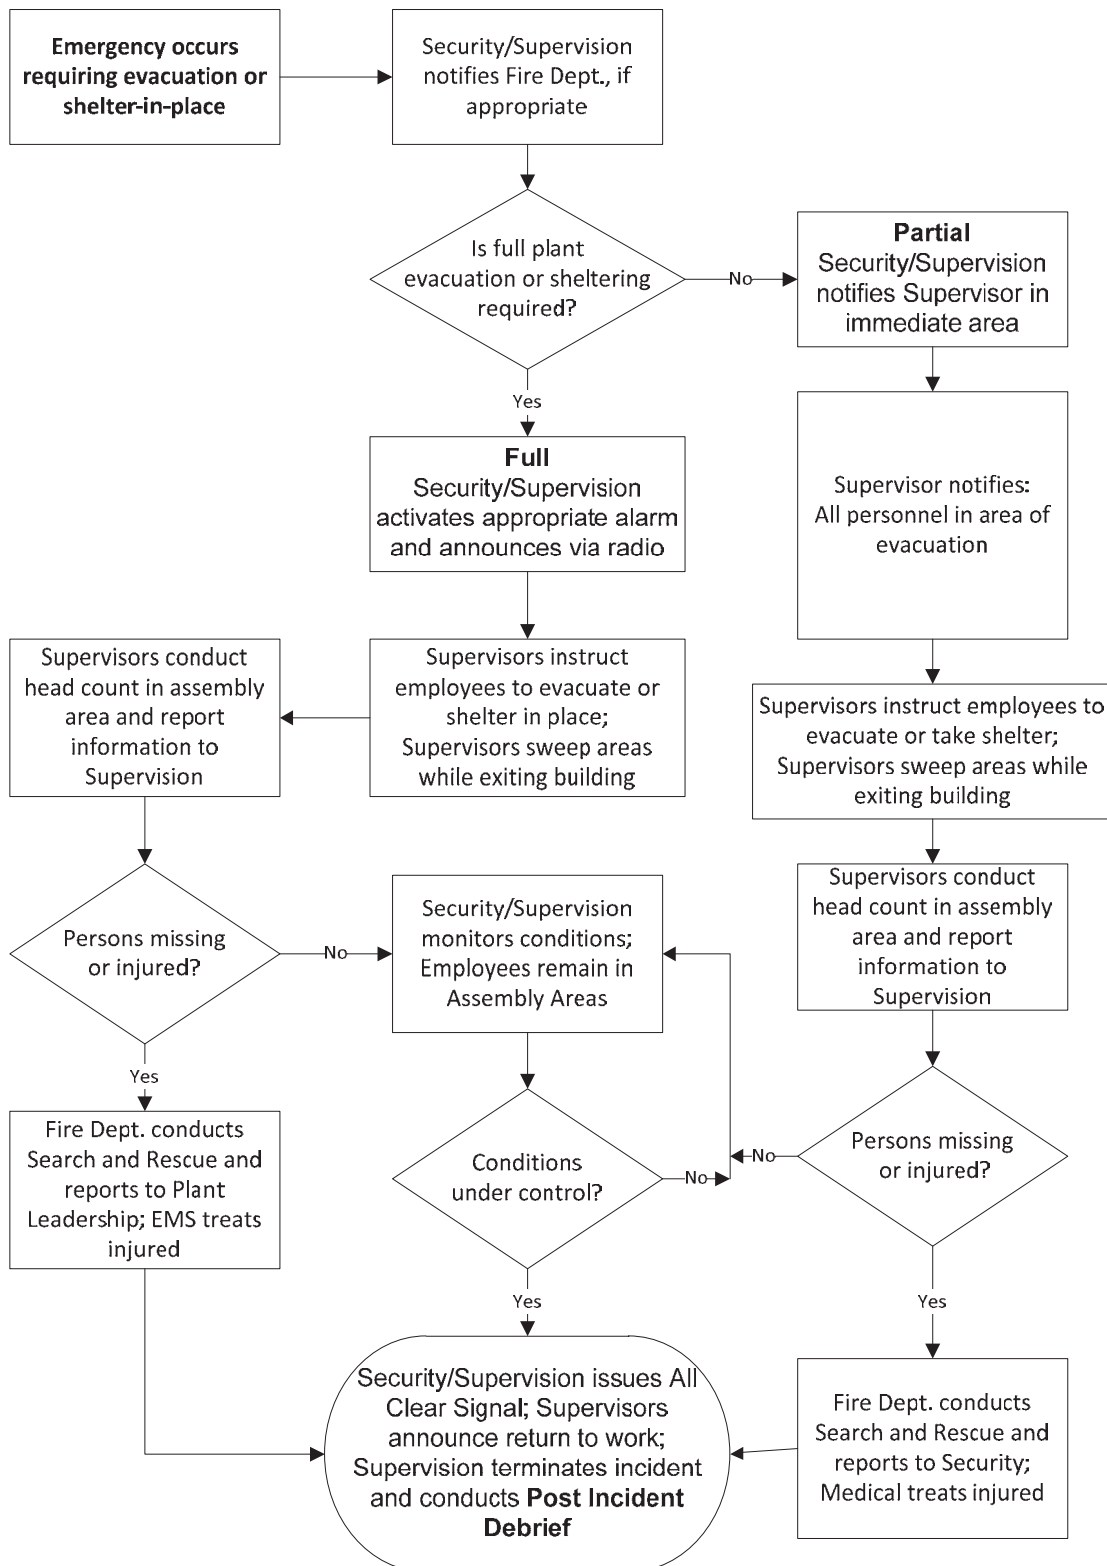 Emergency occurs
requiring evacuation or
shelter-in-place
Security/Supervision
notifies Fire Dept., if
appropriate
Is full plant
evacuation or sheltering
required?
No
Partial
Security/Supervision
notifies Supervisor in
immediate area
Yes
Full
Security/Supervision
activates appropriate alarm
and announces via radio
Supervisor notifies:
All personnel in area of
evacuation
Supervisors conduct
head count in assembly
area and report
information to
Supervision
Supervisors instruct
employees to evacuate or
shelter in place;
Supervisors sweep areas
while exiting building
Supervisors instruct employees to
evacuate or take shelter;
Supervisors sweep areas while
exiting building
Persons missing
or injured?
No
Security/Supervision
monitors conditions;
Employees remain in
Assembly Areas
Supervisors conduct
head count in assembly
area and report
information to
Supervision
Yes
Fire Dept. conducts
Search and Rescue and
reports to Plant
Leadership; EMS treats
injured
Conditions
under control?
No
No
Persons missing
or injured?
Yes
Yes
Security/Supervision issues All
Clear Signal; Supervisors
announce return to work;
Supervision terminates incident
and conducts Post Incident
Debrief
Fire Dept. conducts
Search and Rescue and
reports to Security;
Medical treats injured